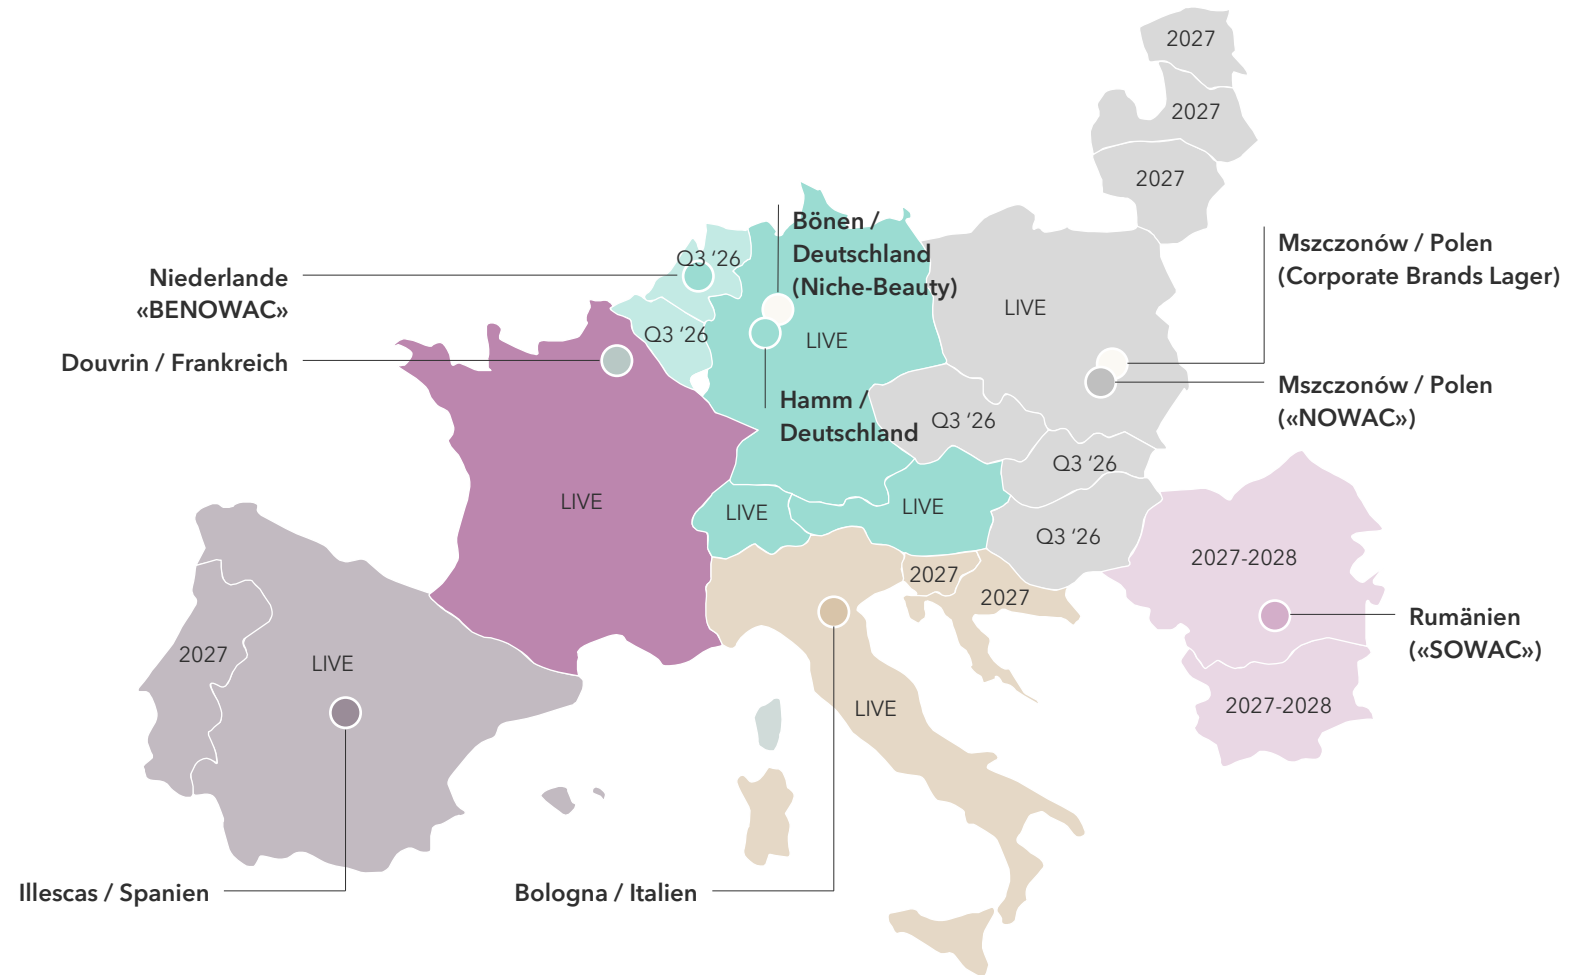 2027
2027
2027
Bönen /
Deutschland
(Niche-Beauty)
Mszczonów / Polen
(Corporate Brands Lager)
Q3 ‘26
Niederlande
«BENOWAC»
LIVE
Q3 ‘26
LIVE
Douvrin / Frankreich
Mszczonów / Polen
(«NOWAC»)
Hamm /
Deutschland
Q3 ‘26
Q3 ‘26
LIVE
LIVE
LIVE
Q3 ‘26
2027-2028
2027
2027
Rumänien
(«SOWAC»)
2027
LIVE
LIVE
2027-2028
Illescas / Spanien
Bologna / Italien